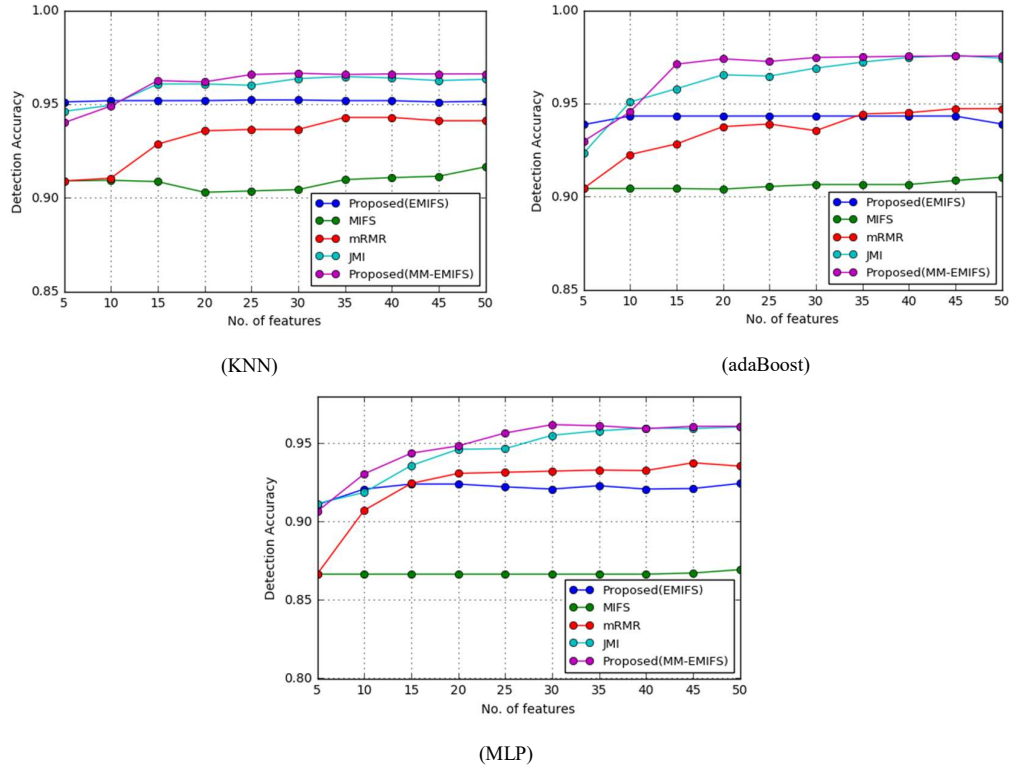 1.00
0.95
0.90
0.85
Detection Accuracy
5 10 15 20 25 30 35 40 45 50
No. of features
Proposed(EMIFS)
MIFS
mRMR
JMI
Proposed(MM-EMIFS)
(KNN)
1.00
0.95
0.90
0.85
Detection Accuracy
5 10 15 20 25 30 35 40 45 50
No. of features
Proposed(EMIFS)
MIFS
mRMR
JMI
Proposed(MM-EMIFS)
(adaBoost)
0.95
0.90
0.85
0.80
Detection Accuracy
5 10 15 20 25 30 35 40 45 50
No. of features
Proposed(EMIFS)
MIFS
mRMR
JMI
Proposed(MM-EMIFS)
(MLP)